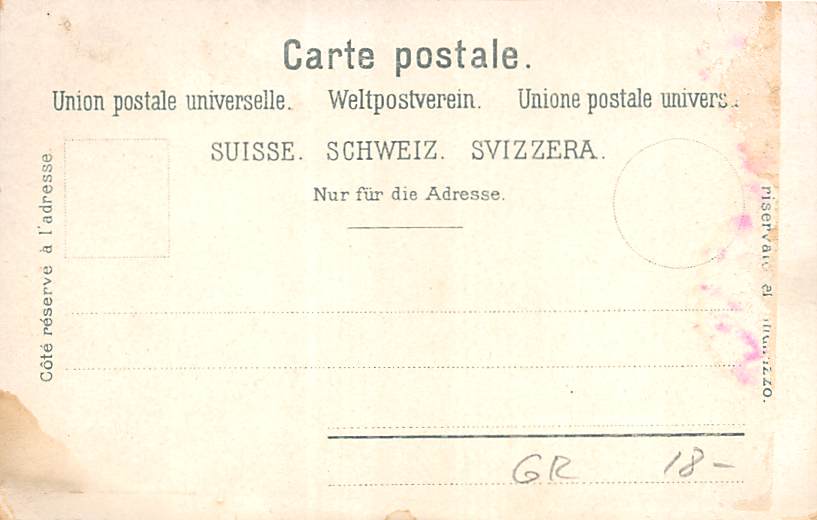 Carte postale.
Union postale universelle. Weltpostverein. Unione postale univers
SUISSE. SCHWEIZ. SVIZZERA.
Nur für die Adresse.
Côté réservé à l'adresse.
GR 18-